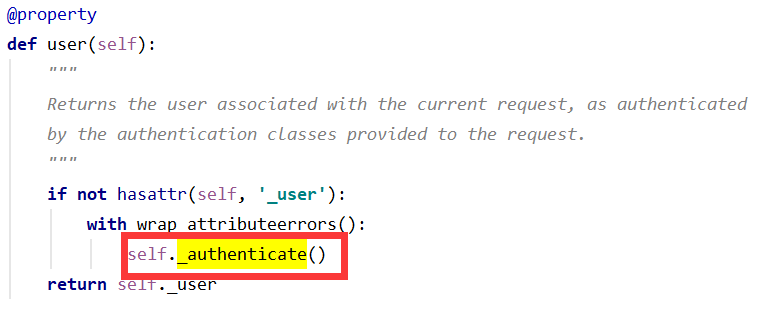 @property
def user(self):
"""
Returns the user associated with the current request, as authenticated
by the authentication classes provided to the request.
"""
if not hasattr(self, '_user'):
with wrap_attributeerrors():
self._authenticate()
return self._user